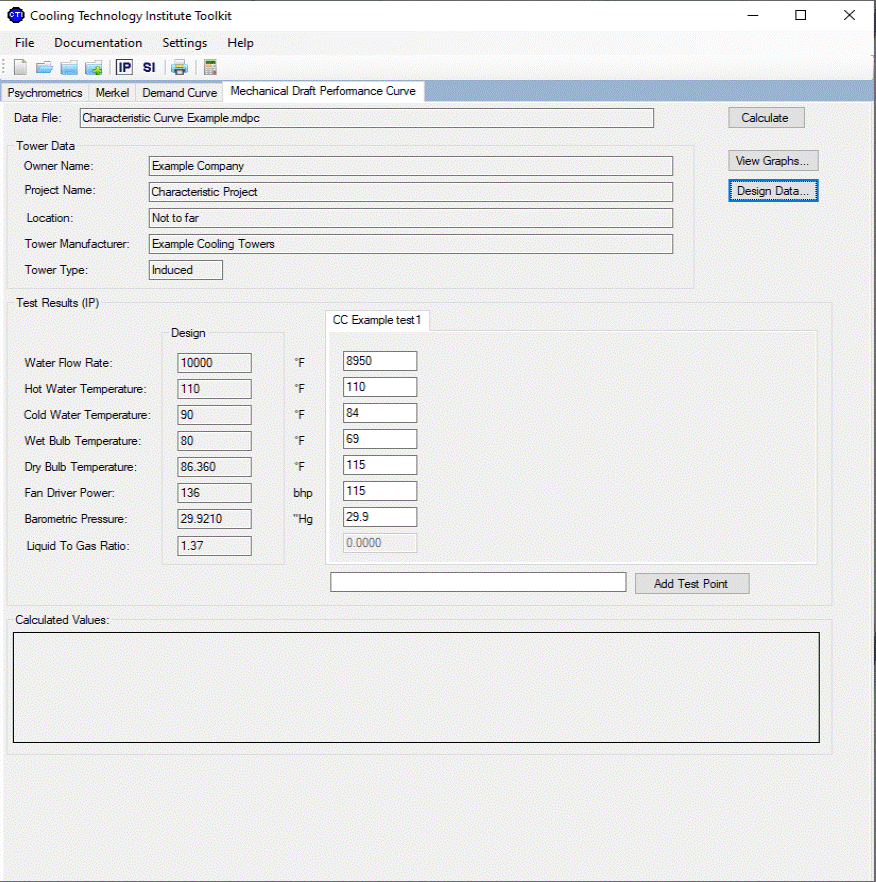 CTI Cooling Technology Institute Toolkit
File Documentation Settings Help
IP SI
Psychrometrics Merkel Demand Curve Mechanical Draft Performance Curve
Data File: Characteristic Curve Example.mdpc Calculate
Tower Data
View Graphs...
Owner Name: Example Company
Project Name: Characteristic Project Design Data...
Location: Not to far
Tower Manufacturer: Example Cooling Towers
Tower Type: Induced
Test Results (IP)
CC Example test1
Design
Water Flow Rate: 10000 °F 8950
Hot Water Temperature: 110 °F 110
Cold Water Temperature: 90 °F 84
Wet Bulb Temperature: 80 °F 69
Dry Bulb Temperature: 86.360 °F 115
Fan Driver Power: 136 bhp 115
Barometric Pressure: 29.9210 "Hg 29.9
Liquid To Gas Ratio: 1.37 0.0000
Add Test Point
Calculated Values: